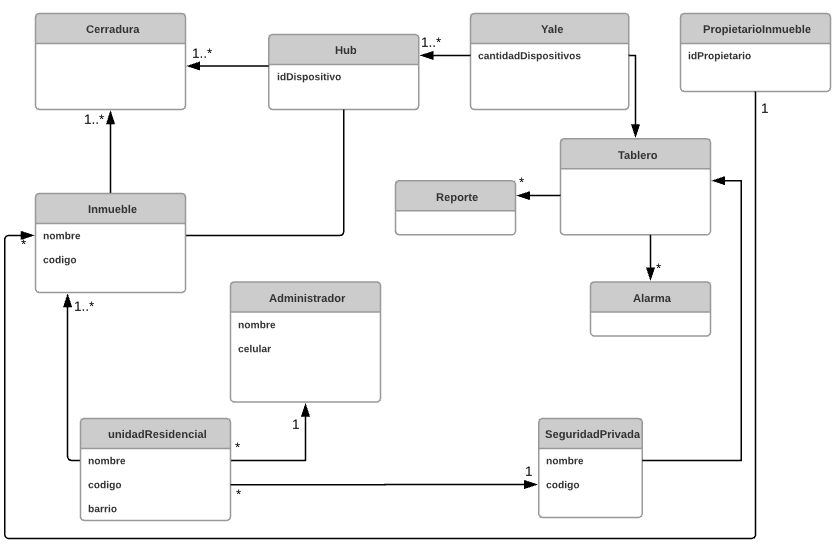 Cerradura
Hub
idDispositivo
Yale
cantidadDispositivos
PropietarioInmueble
idPropietario
1..*
1..*
1
1..*
Tablero
Reporte
*
Inmueble
nombre
codigo
*
Alarma
*
1..*
Administrador
nombre
celular
1
unidadResidencial
nombre
codigo
barrio
*
*
1
SeguridadPrivada
nombre
codigo